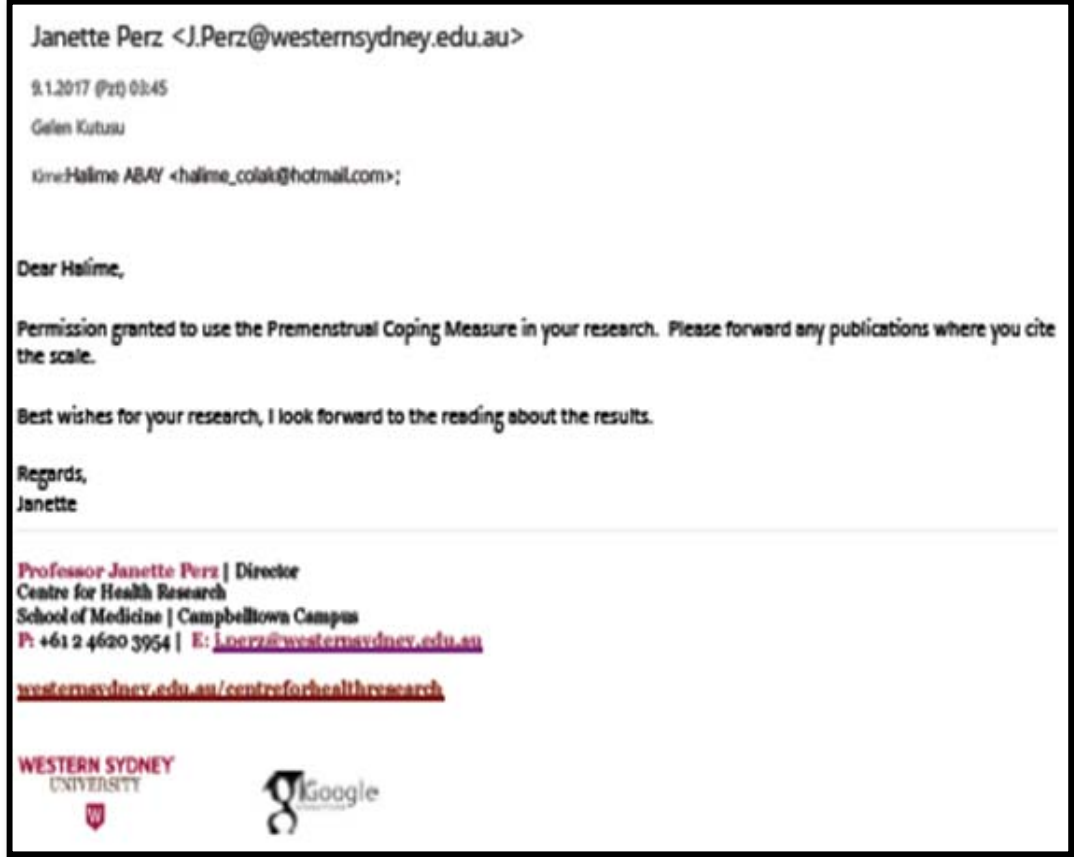 Janette Perz <J.Perz@westernsydney.edu.au>
9.1.2017 (Pzt) 03:45
Gelen Kutusu
Kime:Halime ABAY <halime_colak@hotmail.com>;
Dear Halime,
Permission granted to use the Premenstrual Coping Measure in your research. Please forward any publications where you cite
the scale.
Best wishes for your research, I look forward to the reading about the results.
Regards,
Janette
Professor Janette Perz | Director
Centre for Health Research
School of Medicine | Campbelltown Campus
P: +61 2 4620 3954 | E: j.perz@westernsydney.edu.au
westernsydney.edu.au/centreforhealthresearch
WESTERN SYDNEY
UNIVERSITY
W
g Google